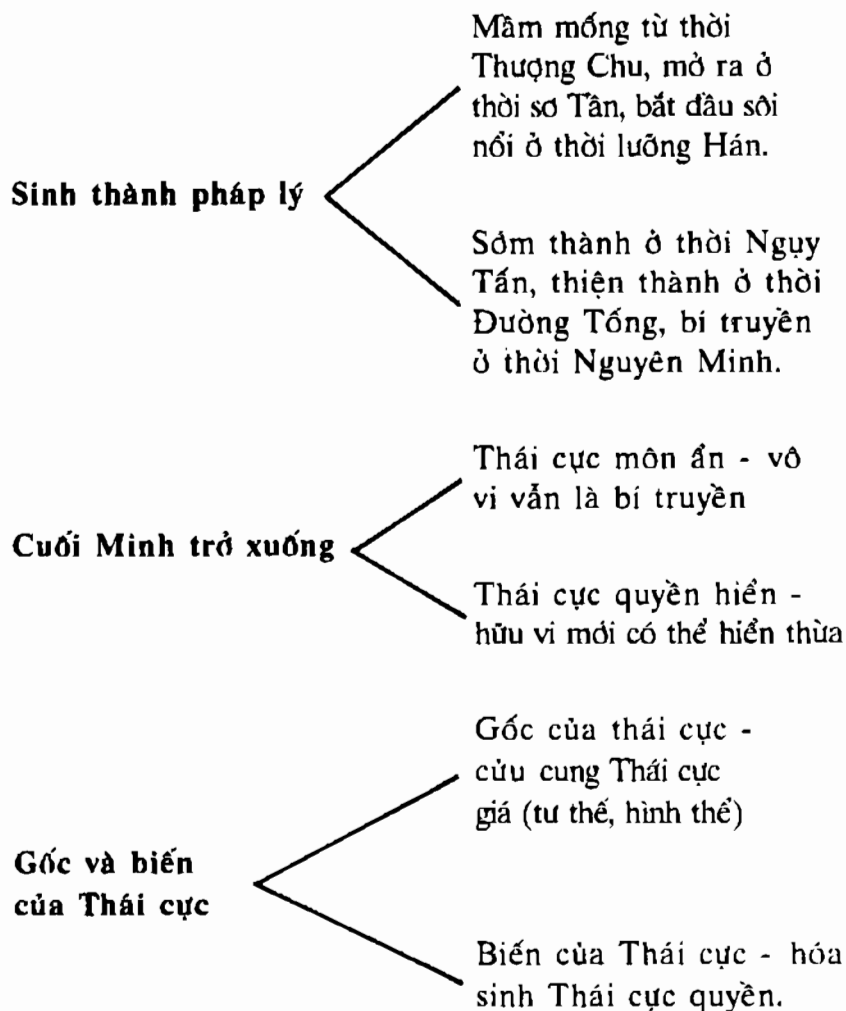 Mầm mống từ thời
Thượng Chu, mở ra ở
thời sơ Tần, bắt đầu sôi
nổi ở thời lưỡng Hán.
Sinh thành pháp lý
Sớm thành ở thời Ngụy
Tấn, thiện thành ở thời
Đường Tống, bí truyền
ở thời Nguyên Minh.
Thái cực môn ẩn - vô
vi vẫn là bí truyền
Cuối Minh trở xuống
Thái cực quyền hiển -
hữu vi mới có thể hiển thừa
Gốc của thái cực -
cửu cung Thái cực
giá (tư thế, hình thể)
Gốc và biến
của Thái cực
Biến của Thái cực - hóa
sinh Thái cực quyền.